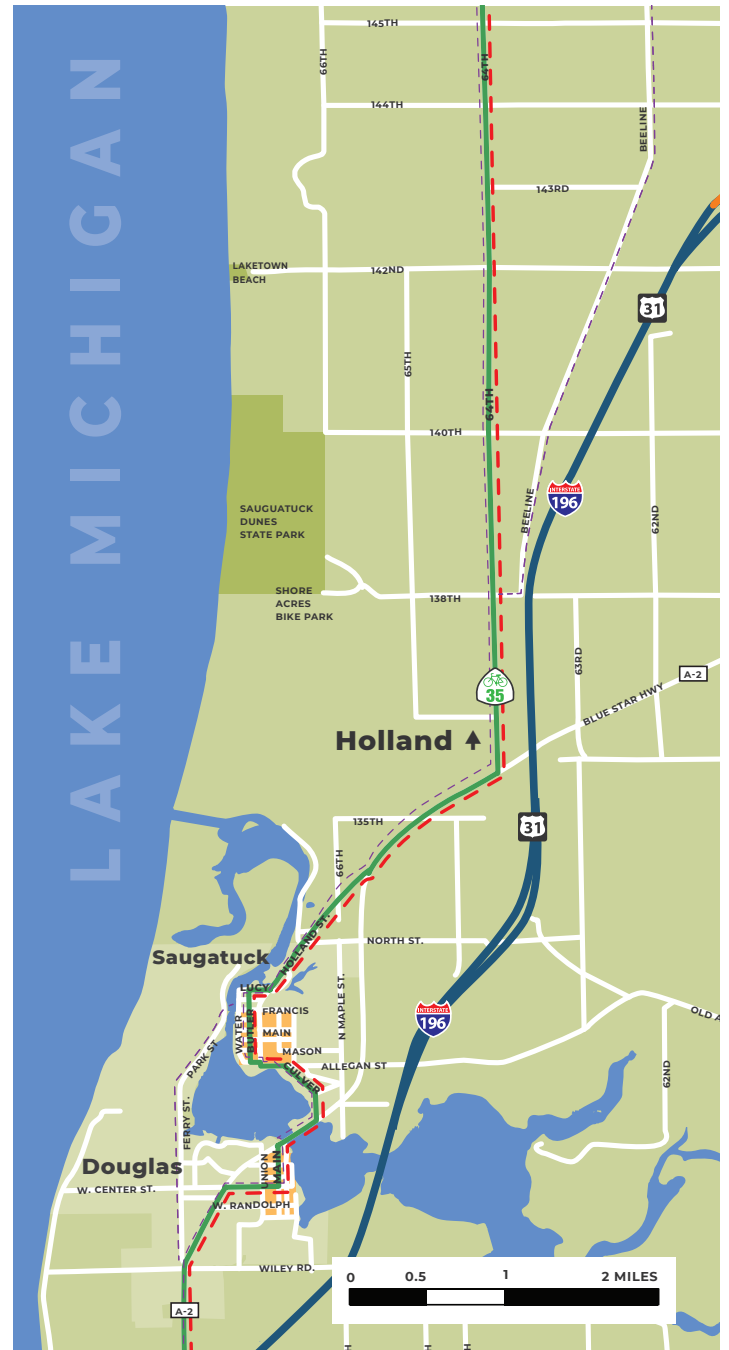 145TH
66TH
64TH
144TH
BEELINE
143RD
LAKETOWN
BEACH
142ND
31
65TH
64TH
140TH
INTERSTATE
196
BEELINE
62ND
SAUGUATUCK
DUNES
STATE PARK
SHORE
ACRES
BIKE PARK
138TH
LAKE MICHIGAN
63RD
A-2
35
BLUE STAR HWY
Holland
31
135TH
66TH
HOLLAND ST.
NORTH ST.
Saugatuck
LUCY
N MAPLE ST.
FRANCIS
WATER
BUTLER
MAIN
INTERSTATE
196
OLD A
MASON
PARK ST
CULVER
ALLEGAN ST
62ND
FERRY ST.
Douglas
UNION
MAIN
W. CENTER ST.
W. RANDOLPH
WILEY RD.
0 0.5 1 2 MILES
A-2